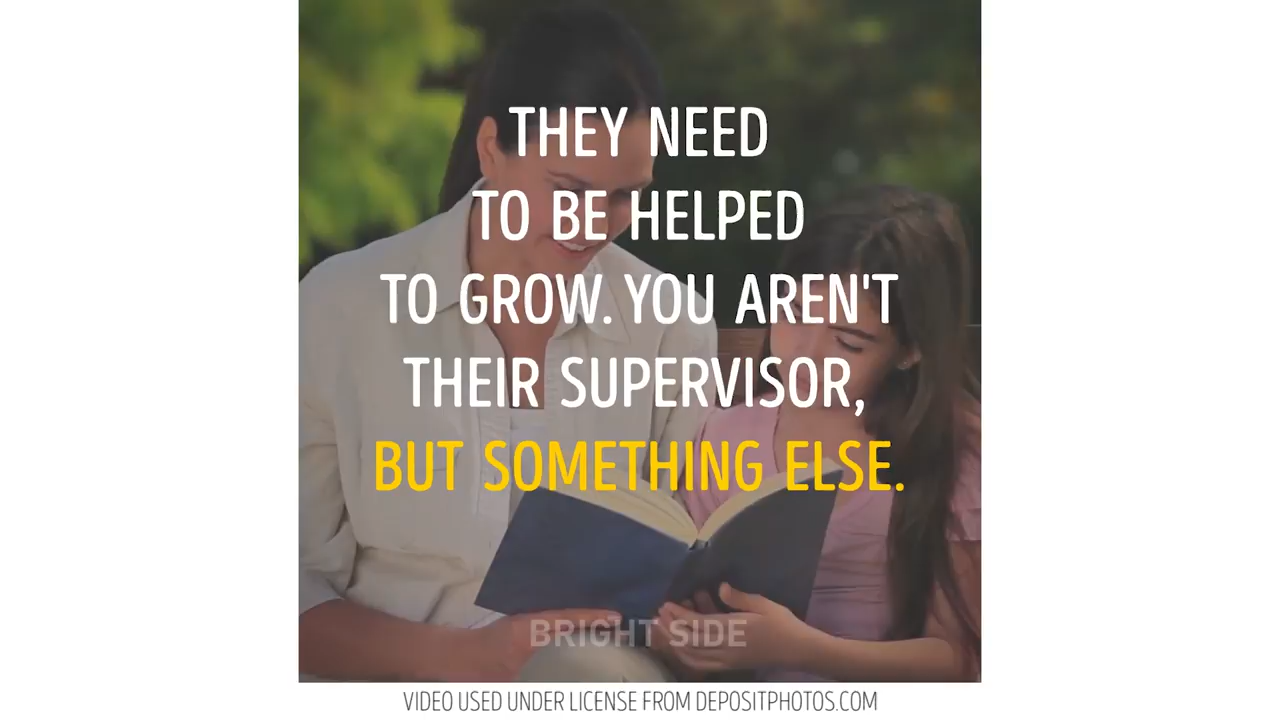 THEY NEED
TO BE HELPED
TO GROW. YOU AREN'T
THEIR SUPERVISOR,
BUT SOMETHING ELSE.
BRIGHT SIDE
VIDEO USED UNDER LICENSE FROM DEPOSITPHOTOS.COM